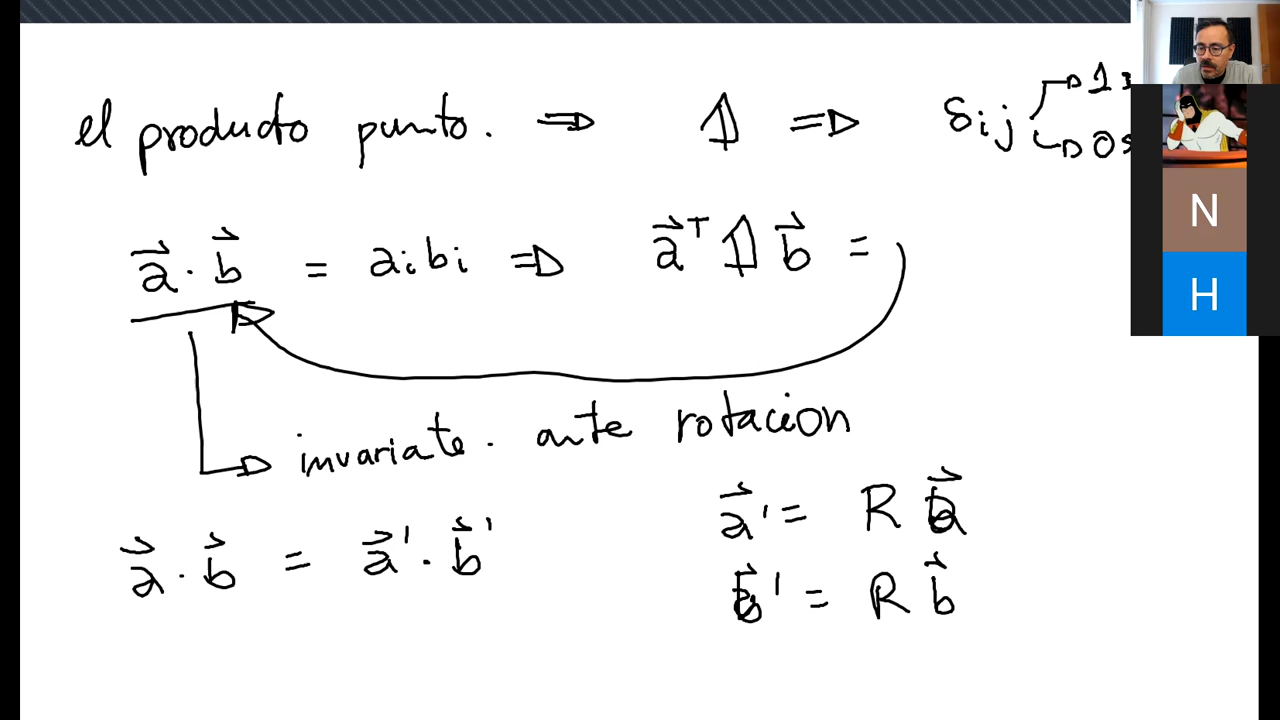 el producto punto. ⇒ 𝟙 ⇒ δij → 1 s → 0 s
a⃗ · b⃗ = aibi ⇒ a⃗ᵀ 𝟙 b⃗ =
invariate. ante rotacion
a⃗' = R a⃗
a⃗ · b⃗ = a⃗' · b⃗'
b⃗' = R b⃗
N
H